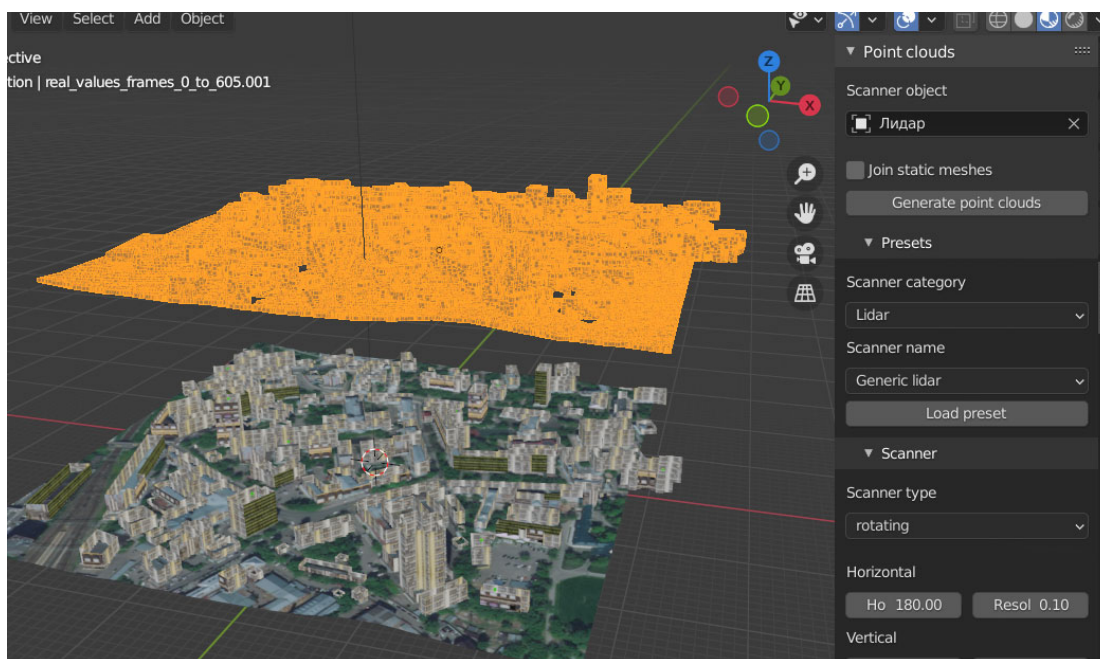 View Select Add Object
ctive
tion | real_values_frames_0_to_605.001
Z
Y
X
Point clouds
Scanner object
Лидар
Join static meshes
Generate point clouds
Presets
Scanner category
Lidar
Scanner name
Generic lidar
Load preset
Scanner
Scanner type
rotating
Horizontal
Ho 180.00 Resol 0.10
Vertical